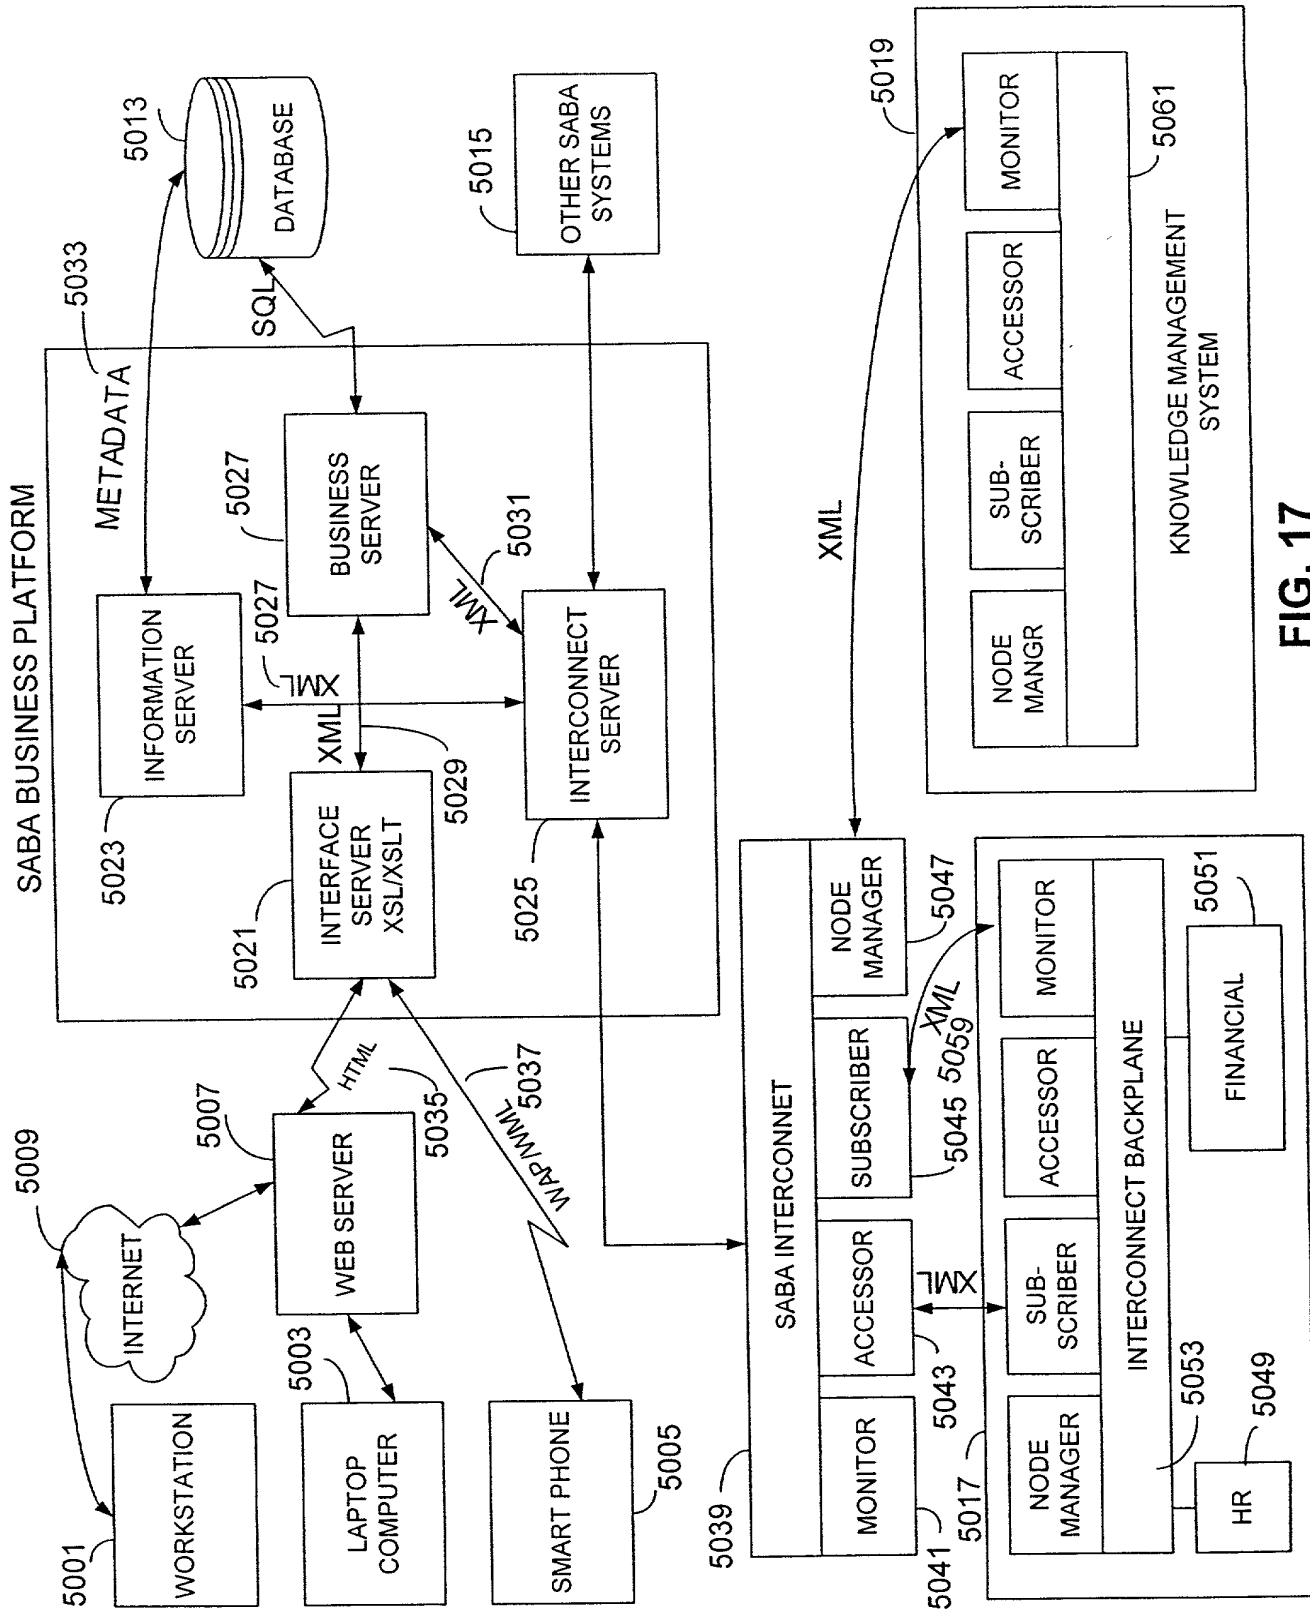 SABA BUSINESS PLATFORM
5009
5007
5001
WORKSTATION
INTERNET
5003
LAPTOP
COMPUTER
WEB SERVER
HTML
5035
5037
WAP/WML
SMART PHONE
5005
5023
INFORMATION
SERVER
METADATA
5033
5013
DATABASE
SQL
5021
INTERFACE
SERVER
XSL/XSLT
XML
5029
XML
5027
5027
BUSINESS
SERVER
XML
5031
5025
INTERCONNECT
SERVER
5015
OTHER SABA
SYSTEMS
5039
SABA INTERCONNET
5041
MONITOR
5043
ACCESSOR
5045
SUBSCRIBER
5047
NODE
MANAGER
XML
XML
5059
XML
5017
NODE
MANAGER
SUB-
SCRIBER
ACCESSOR
MONITOR
INTERCONNECT BACKPLANE
5053
HR
5049
FINANCIAL
5051
5019
NODE
MANGR
SUB-
SCRIBER
ACCESSOR
MONITOR
5061
KNOWLEDGE MANAGEMENT
SYSTEM
FIG. 17